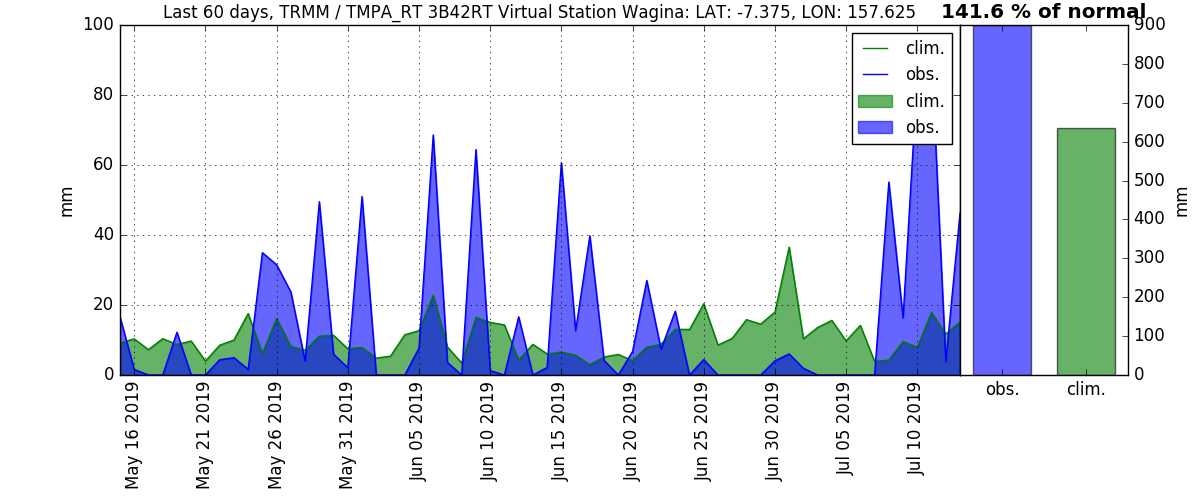 Last 60 days, TRMM / TMPA_RT 3B42RT Virtual Station Wagina: LAT: -7.375, LON: 157.625
141.6 % of normal
100
80
60
40
20
0
mm
clim.
obs.
clim.
obs.
900
800
700
600
500
400
300
200
100
0
mm
May 16 2019
May 21 2019
May 26 2019
May 31 2019
Jun 05 2019
Jun 10 2019
Jun 15 2019
Jun 20 2019
Jun 25 2019
Jun 30 2019
Jul 05 2019
Jul 10 2019
obs.
clim.